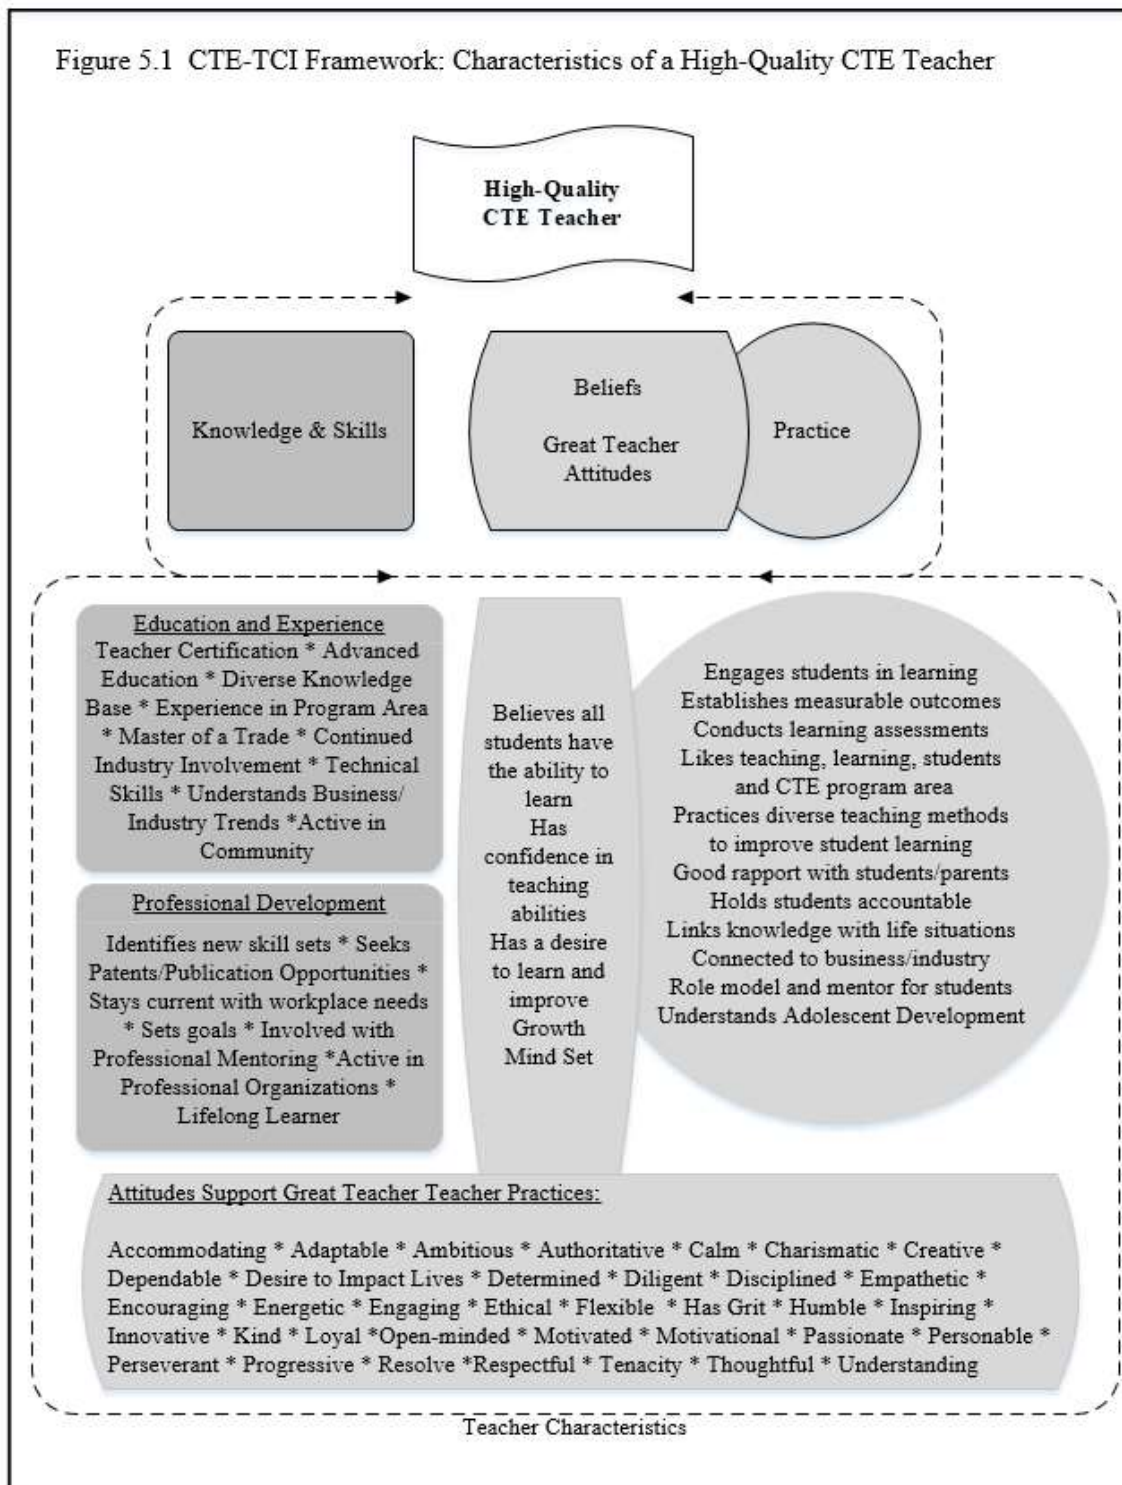 Figure 5.1 CTE-TCI Framework: Characteristics of a High-Quality CTE Teacher
High-Quality
CTE Teacher
Knowledge & Skills
Beliefs
Great Teacher
Attitudes
Practice
Education and Experience
Teacher Certification * Advanced
Education * Diverse Knowledge
Base * Experience in Program Area
* Master of a Trade * Continued
Industry Involvement * Technical
Skills * Understands Business/
Industry Trends *Active in
Community
Professional Development
Identifies new skill sets * Seeks
Patents/Publication Opportunities *
Stays current with workplace needs
* Sets goals * Involved with
Professional Mentoring *Active in
Professional Organizations *
Lifelong Learner
Believes all
students have
the ability to
learn
Has
confidence in
teaching
abilities
Has a desire
to learn and
improve
Growth
Mind Set
Engages students in learning
Establishes measurable outcomes
Conducts learning assessments
Likes teaching, learning, students
and CTE program area
Practices diverse teaching methods
to improve student learning
Good rapport with students/parents
Holds students accountable
Links knowledge with life situations
Connected to business/industry
Role model and mentor for students
Understands Adolescent Development
Attitudes Support Great Teacher Teacher Practices:
Accommodating * Adaptable * Ambitious * Authoritative * Calm * Charismatic * Creative *
Dependable * Desire to Impact Lives * Determined * Diligent * Disciplined * Empathetic *
Encouraging * Energetic * Engaging * Ethical * Flexible * Has Grit * Humble * Inspiring *
Innovative * Kind * Loyal *Open-minded * Motivated * Motivational * Passionate * Personable *
Perseverant * Progressive * Resolve *Respectful * Tenacity * Thoughtful * Understanding
Teacher Characteristics